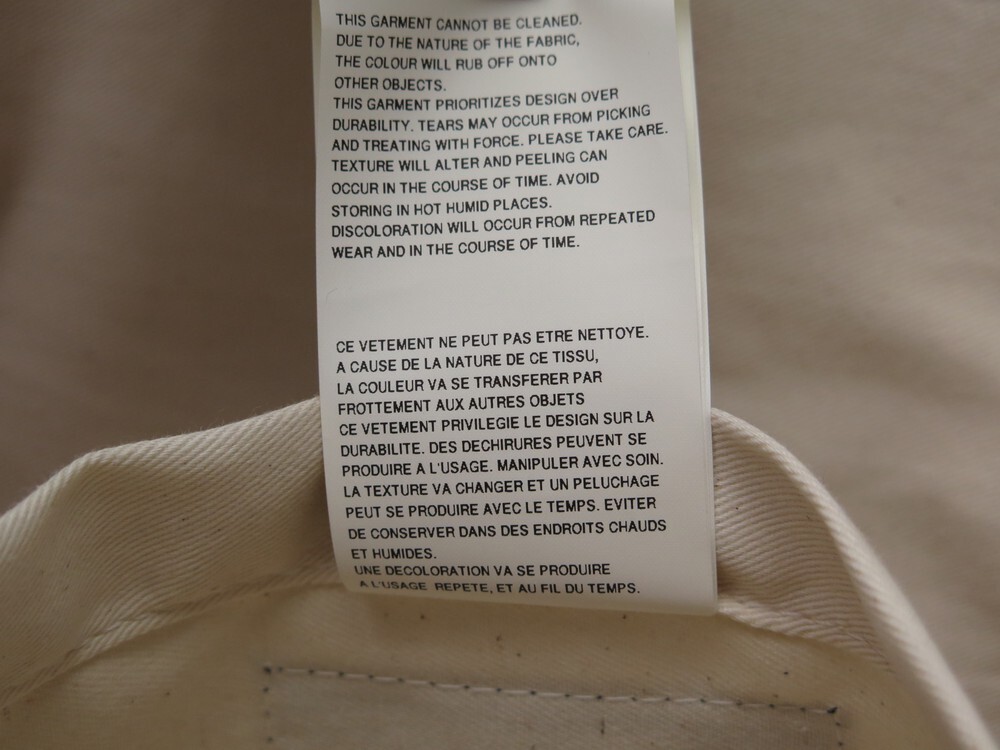 THIS GARMENT CANNOT BE CLEANED.
DUE TO THE NATURE OF THE FABRIC,
THE COLOUR WILL RUB OFF ONTO
OTHER OBJECTS.
THIS GARMENT PRIORITIZES DESIGN OVER
DURABILITY. TEARS MAY OCCUR FROM PICKING
AND TREATING WITH FORCE. PLEASE TAKE CARE.
TEXTURE WILL ALTER AND PEELING CAN
OCCUR IN THE COURSE OF TIME. AVOID
STORING IN HOT HUMID PLACES.
DISCOLORATION WILL OCCUR FROM REPEATED
WEAR AND IN THE COURSE OF TIME.
CE VETEMENT NE PEUT PAS ETRE NETTOYE.
A CAUSE DE LA NATURE DE CE TISSU,
LA COULEUR VA SE TRANSFERER PAR
FROTTEMENT AUX AUTRES OBJETS
CE VETEMENT PRIVILEGIE LE DESIGN SUR LA
DURABILITE. DES DECHIRURES PEUVENT SE
PRODUIRE A L'USAGE. MANIPULER AVEC SOIN.
LA TEXTURE VA CHANGER ET UN PELUCHAGE
PEUT SE PRODUIRE AVEC LE TEMPS. EVITER
DE CONSERVER DANS DES ENDROITS CHAUDS
ET HUMIDES.
UNE DECOLORATION VA SE PRODUIRE
A L'USAGE REPETE, ET AU FIL DU TEMPS.